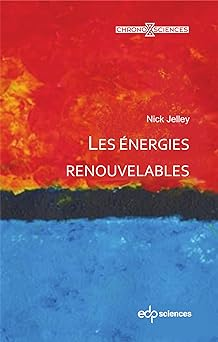 CHRONO SCIENCES
Nick Jelley
LES ÉNERGIES
RENOUVELABLES
edp sciences